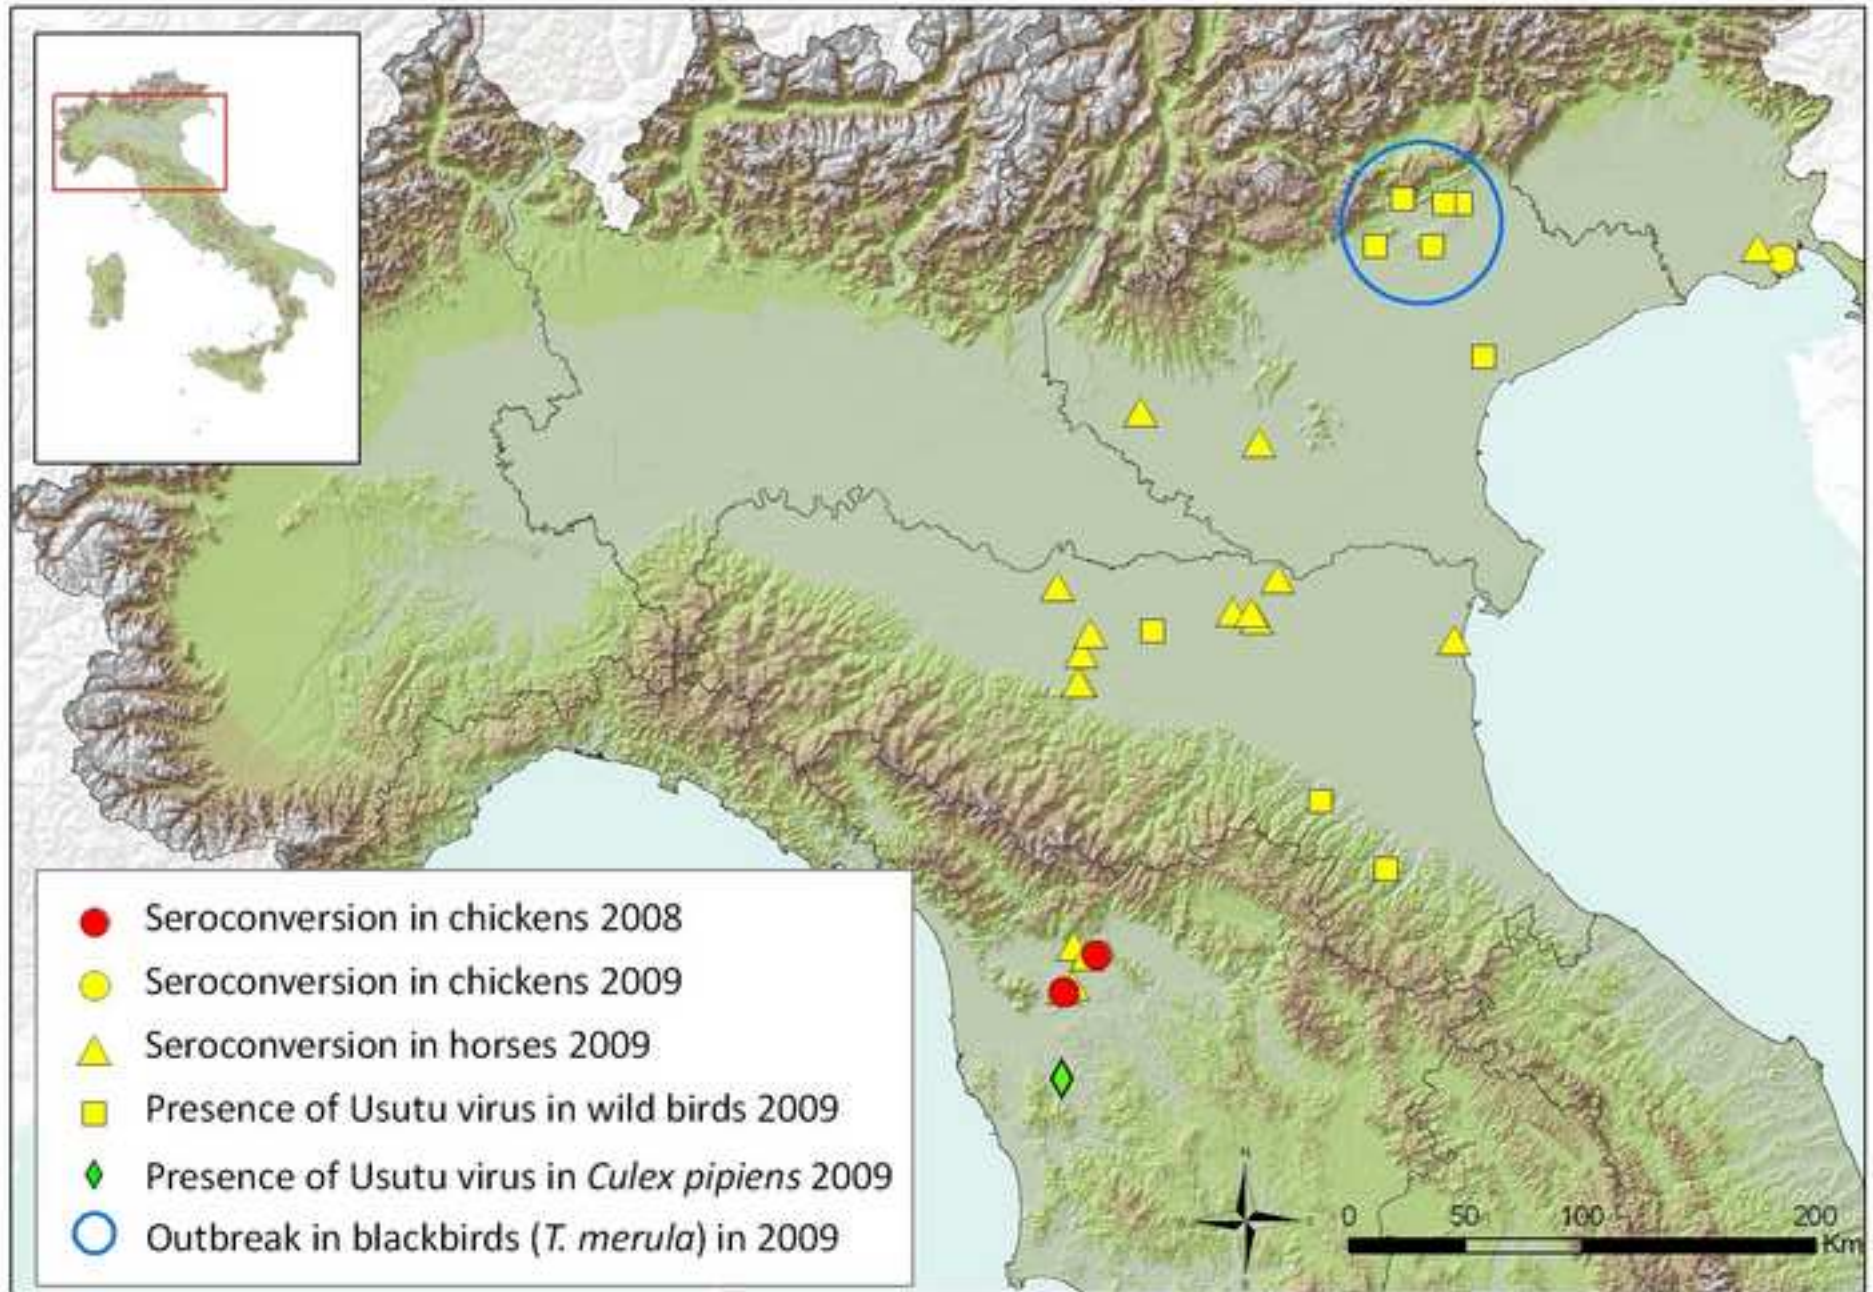 Seroconversion in chickens 2008
Seroconversion in chickens 2009
Seroconversion in horses 2009
Presence of Usutu virus in wild birds 2009
Presence of Usutu virus in Culex pipiens 2009
Outbreak in blackbirds (T. merula) in 2009
N
0 50 100 200
Km